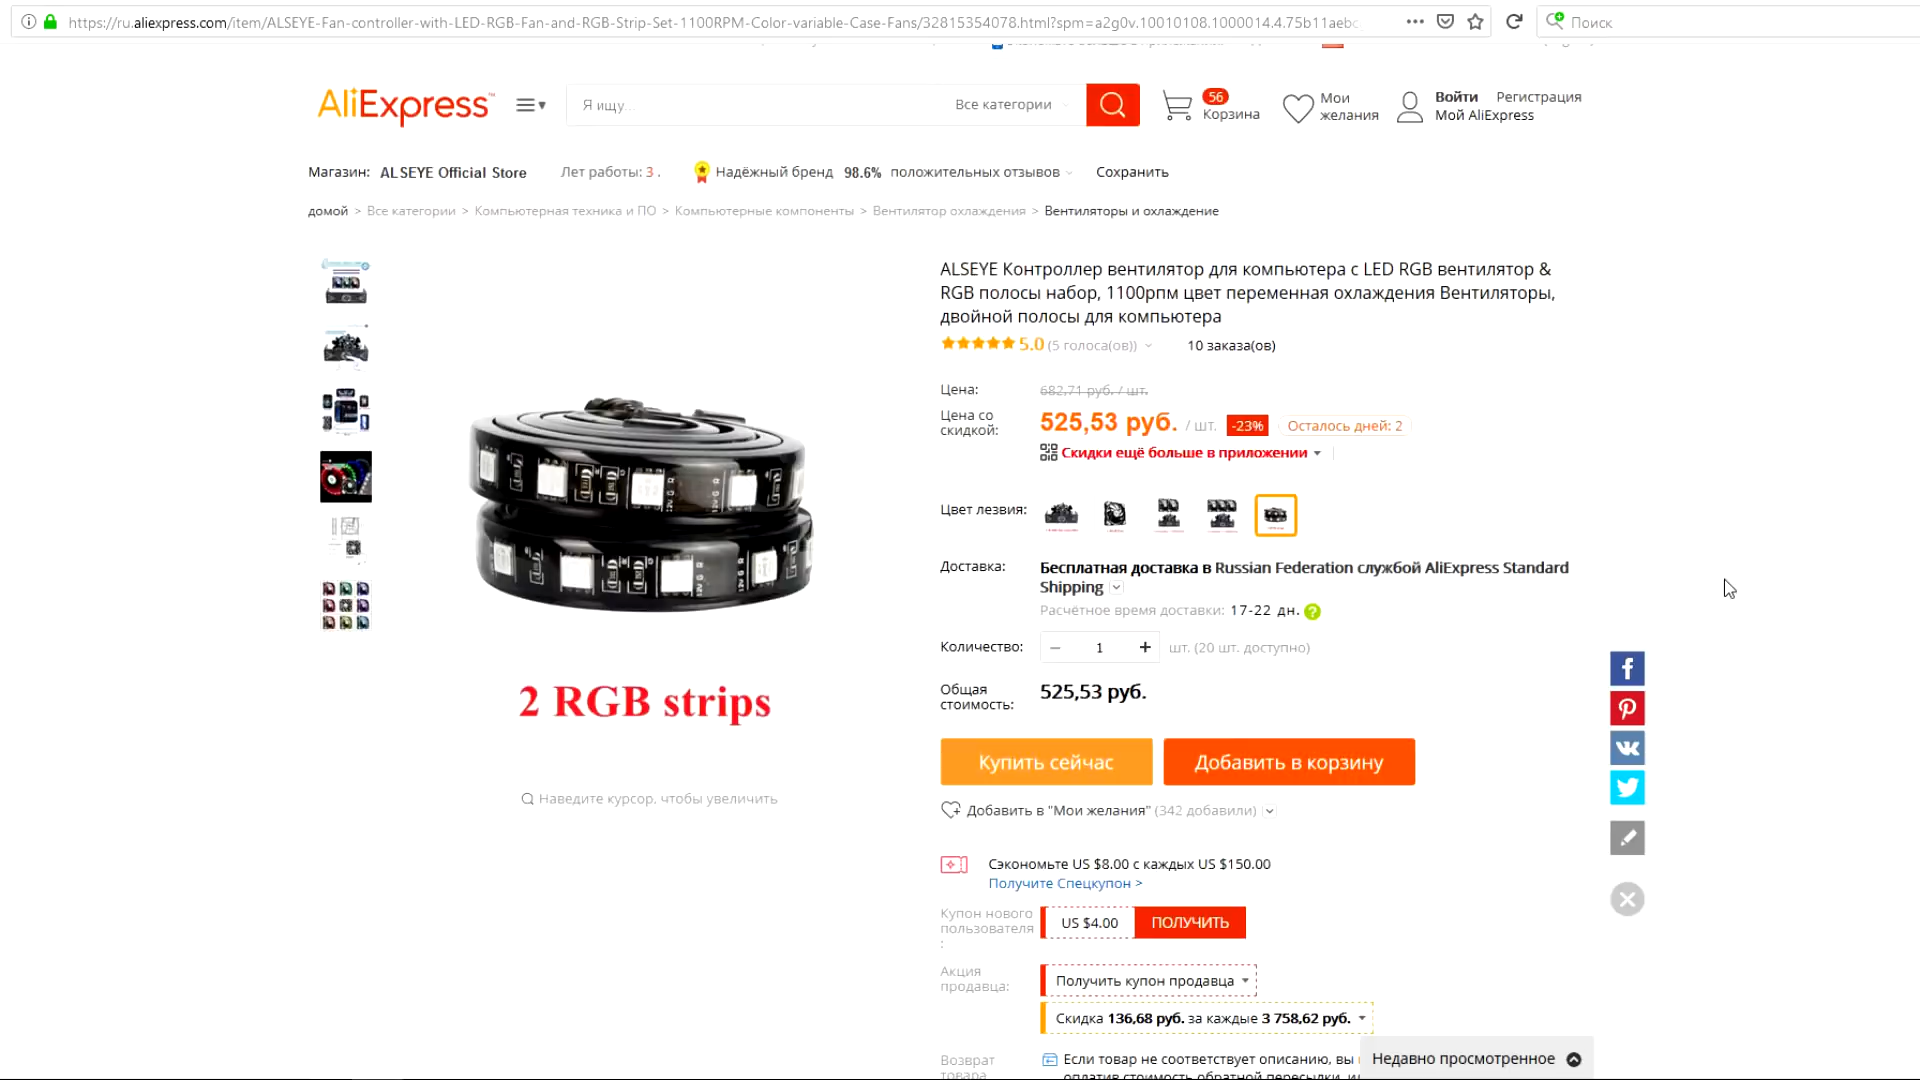 https://ru.aliexpress.com/item/ALSEYE-Fan-controller-with-LED-RGB-Fan-and-RGB-Strip-Set-1100RPM-Color-variable-Case-Fans/32815354078.html?spm=a2g0v.10010108.1000014.4.75b11aeb
Поиск
AliExpress™
Я ищу...
Все категории
56
Корзина
Мои желания
Войти Регистрация
Мой AliExpress
Магазин: ALSEYE Official Store Лет работы: 3 . Надёжный бренд 98.6% положительных отзывов Сохранить
домой > Все категории > Компьютерная техника и ПО > Компьютерные компоненты > Вентилятор охлаждения > Вентиляторы и охлаждение
ALSEYE Контроллер вентилятор для компьютера с LED RGB вентилятор &
RGB полосы набор, 1100рпм цвет переменная охлаждения Вентиляторы,
двойной полосы для компьютера
5.0 (5 голоса(ов)) 10 заказа(ов)
Цена: 682,71 руб. / шт.
Цена со скидкой: 525,53 руб. / шт. -23% Осталось дней: 2
Скидки ещё больше в приложении
Цвет лезвия:
Доставка: Бесплатная доставка в Russian Federation службой AliExpress Standard
Shipping
Расчётное время доставки: 17-22 дн. ?
Количество: − 1 + шт. (20 шт. доступно)
Общая стоимость: 525,53 руб.
2 RGB strips
Наведите курсор, чтобы увеличить
Купить сейчас Добавить в корзину
Добавить в "Мои желания" (342 добавили)
Сэкономьте US $8.00 с каждых US $150.00
Получите Спецкупон >
Купон нового пользователя : US $4.00 ПОЛУЧИТЬ
Акция продавца: Получить купон продавца
Скидка 136,68 руб. за каждые 3 758,62 руб.
Возврат товара Если товар не соответствует описанию, вы
оплатив стоимость обратной пересылки, и
Недавно просмотренное